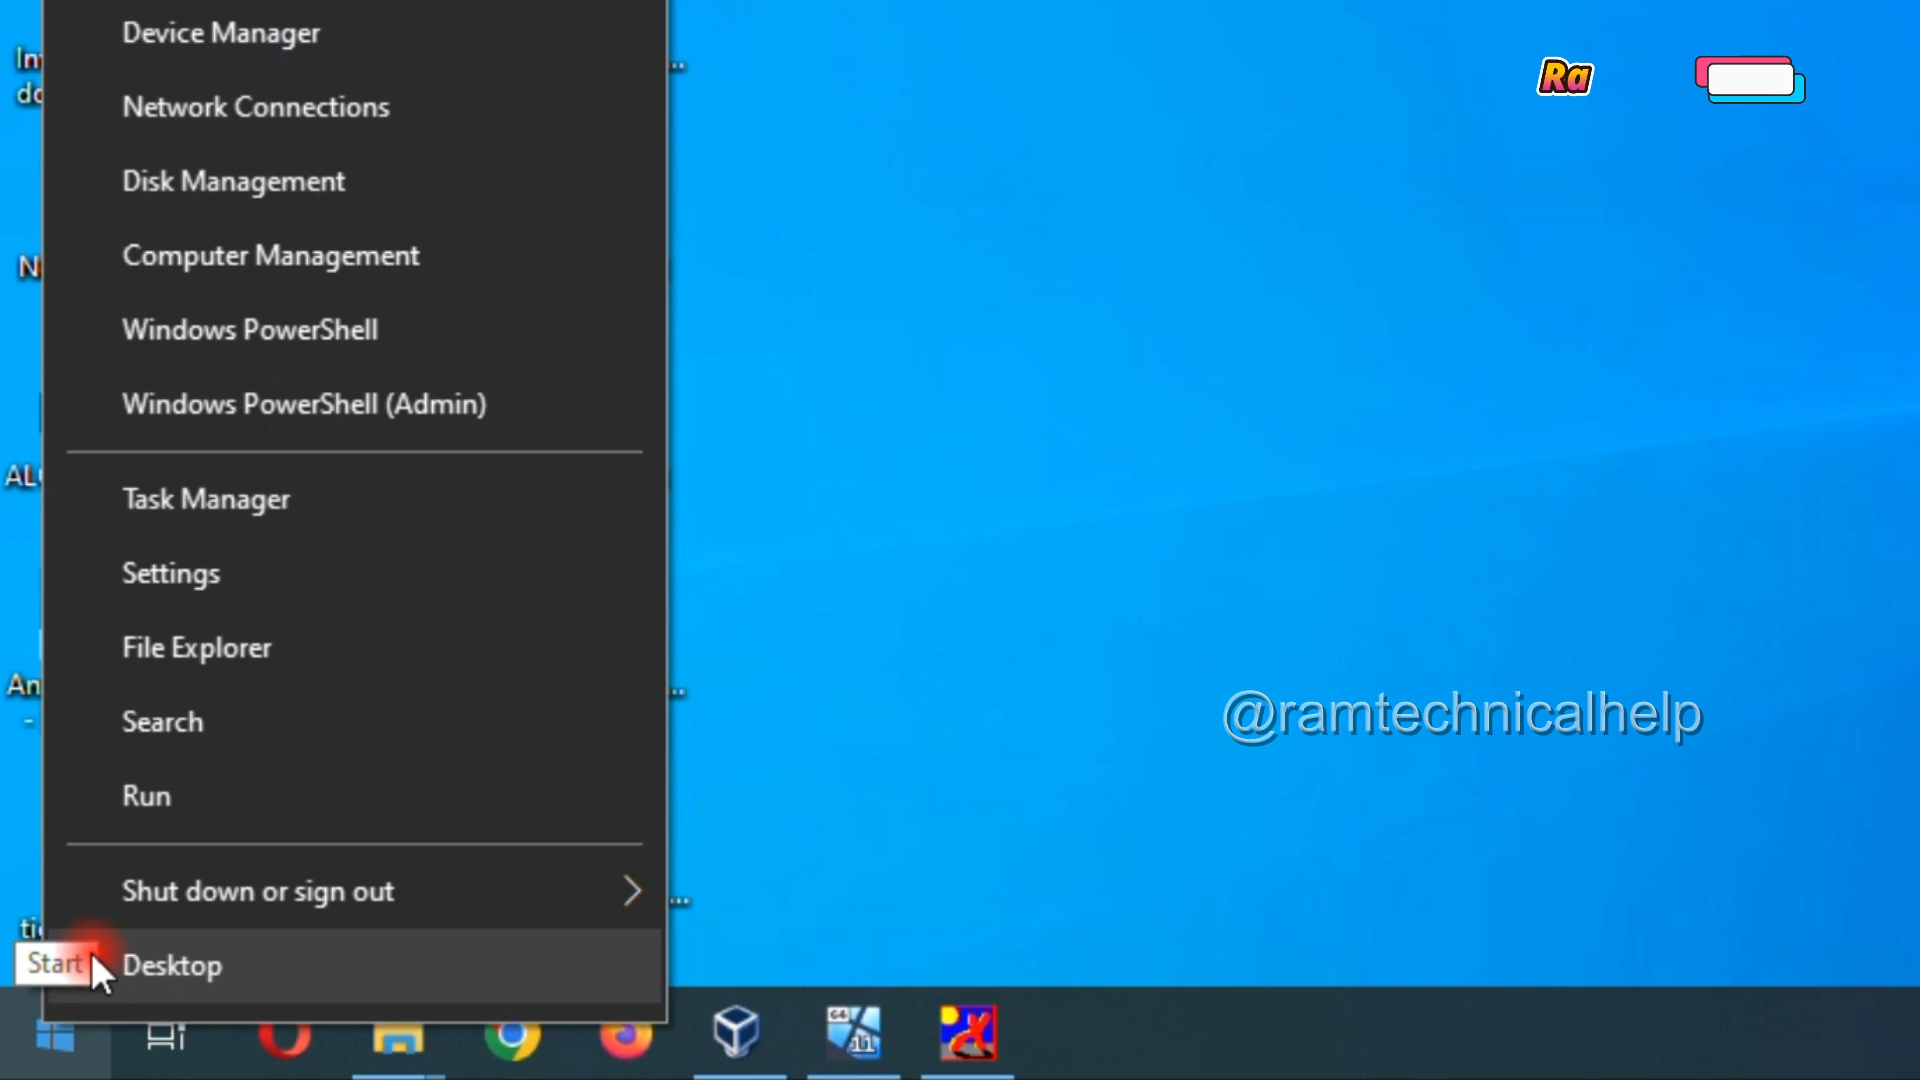 Device Manager
Ra
Network Connections
Disk Management
Computer Management
Windows PowerShell
Windows PowerShell (Admin)
Task Manager
Settings
File Explorer
@ramtechnicalhelp
Search
Run
Shut down or sign out
Start
Desktop